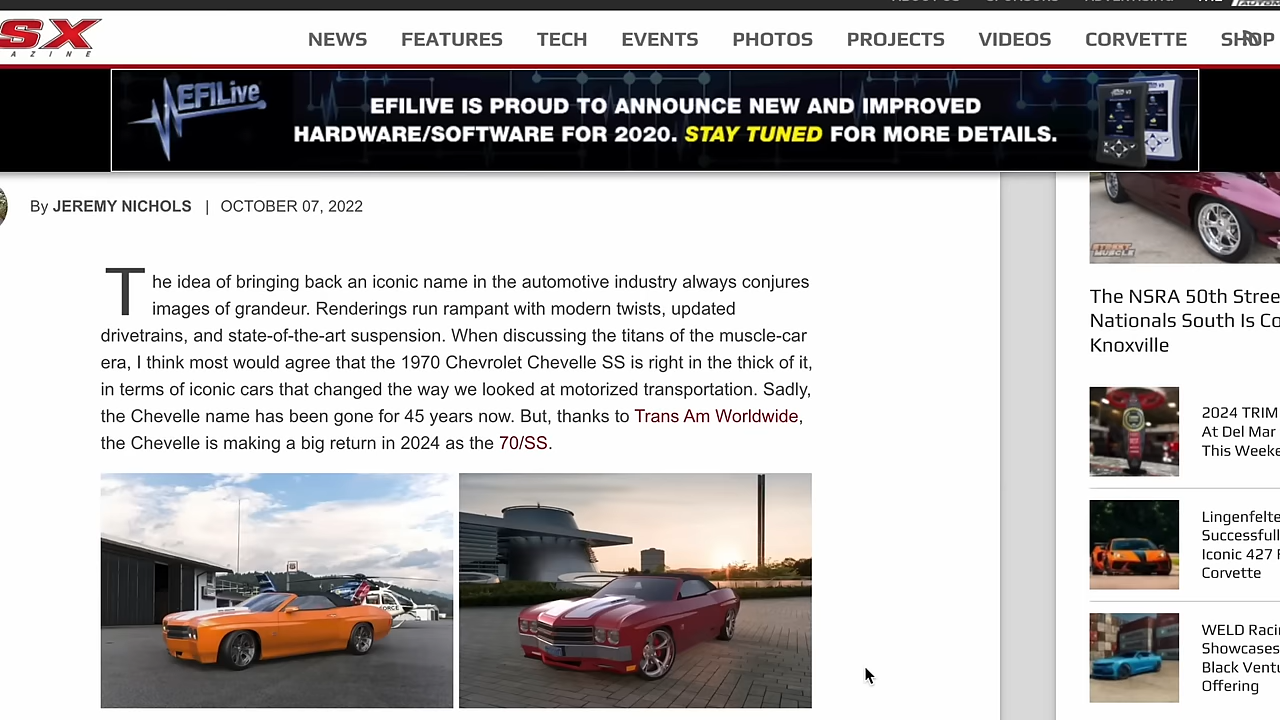 SX
AZINE
NEWS FEATURES TECH EVENTS PHOTOS PROJECTS VIDEOS CORVETTE SHOP
EFILive
EFILIVE IS PROUD TO ANNOUNCE NEW AND IMPROVED
HARDWARE/SOFTWARE FOR 2020. STAY TUNED FOR MORE DETAILS.
By JEREMY NICHOLS | OCTOBER 07, 2022
The idea of bringing back an iconic name in the automotive industry always conjures
images of grandeur. Renderings run rampant with modern twists, updated
drivetrains, and state-of-the-art suspension. When discussing the titans of the muscle-car
era, I think most would agree that the 1970 Chevrolet Chevelle SS is right in the thick of it,
in terms of iconic cars that changed the way we looked at motorized transportation. Sadly,
the Chevelle name has been gone for 45 years now. But, thanks to Trans Am Worldwide,
the Chevelle is making a big return in 2024 as the 70/SS.
STREET
MUSCLE
The NSRA 50th Stree
Nationals South Is Co
Knoxville
2024 TRIM
At Del Mar
This Weeke
Lingenfelte
Successfull
Iconic 427
Corvette
WELD Raci
Showcases
Black Ventu
Offering